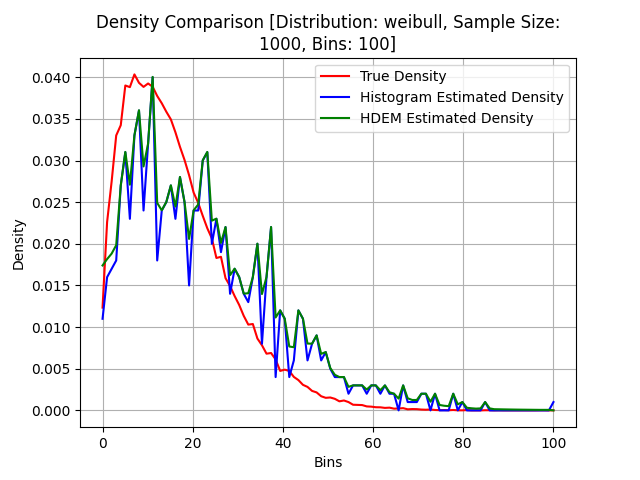 Density Comparison [Distribution: weibull, Sample Size:
1000, Bins: 100]
0.040
0.035
0.030
0.025
0.020
0.015
0.010
0.005
0.000
Density
True Density
Histogram Estimated Density
HDEM Estimated Density
0 20 40 60 80 100
Bins